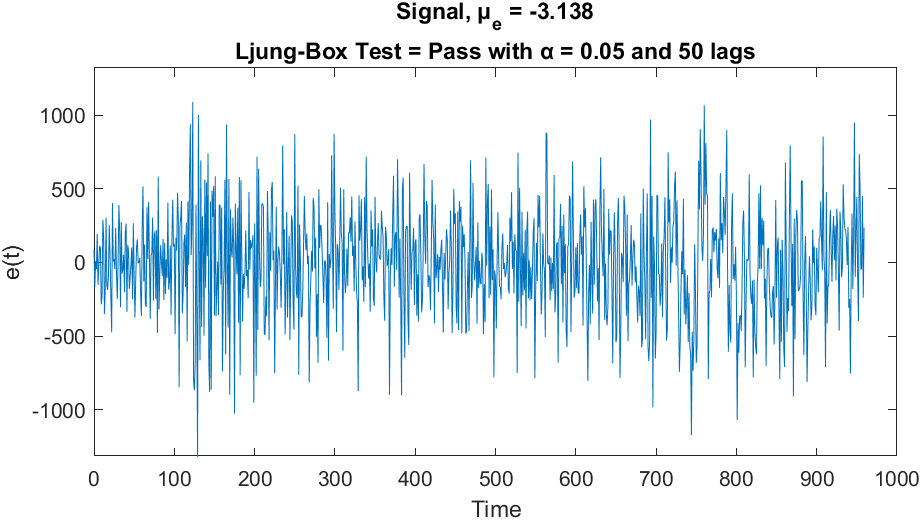 Signal, μe = -3.138
Ljung-Box Test = Pass with α = 0.05 and 50 lags
1000
500
0
-500
-1000
e(t)
0 100 200 300 400 500 600 700 800 900 1000
Time